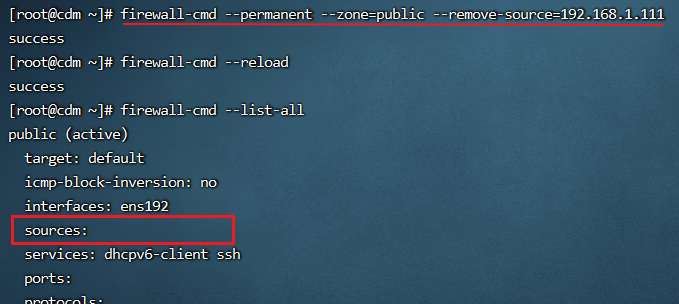 [root@cdm ~]# firewall-cmd --permanent --zone=public --remove-source=192.168.1.111
success
[root@cdm ~]# firewall-cmd --reload
success
[root@cdm ~]# firewall-cmd --list-all
public (active)
  target: default
  icmp-block-inversion: no
  interfaces: ens192
  sources:
  services: dhcpv6-client ssh
  ports:
  protocols: